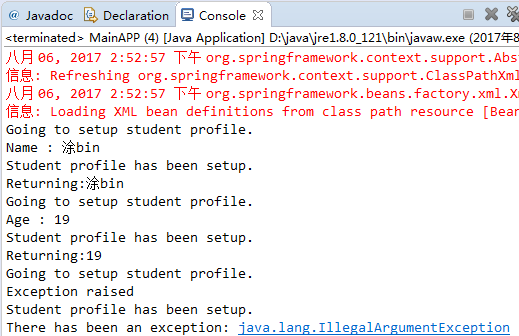 Javadoc Declaration Console
<terminated> MainAPP (4) [Java Application] D:\java\jre1.8.0_121\bin\javaw.exe (2017年8
八月 06, 2017 2:52:57 下午 org.springframework.context.support.Abs
信息: Refreshing org.springframework.context.support.ClassPathXml
八月 06, 2017 2:52:57 下午 org.springframework.beans.factory.xml.X
信息: Loading XML bean definitions from class path resource [Bean
Going to setup student profile.
Name : 涂bin
Student profile has been setup.
Returning:涂bin
Going to setup student profile.
Age : 19
Student profile has been setup.
Returning:19
Going to setup student profile.
Exception raised
Student profile has been setup.
There has been an exception: java.lang.IllegalArgumentException